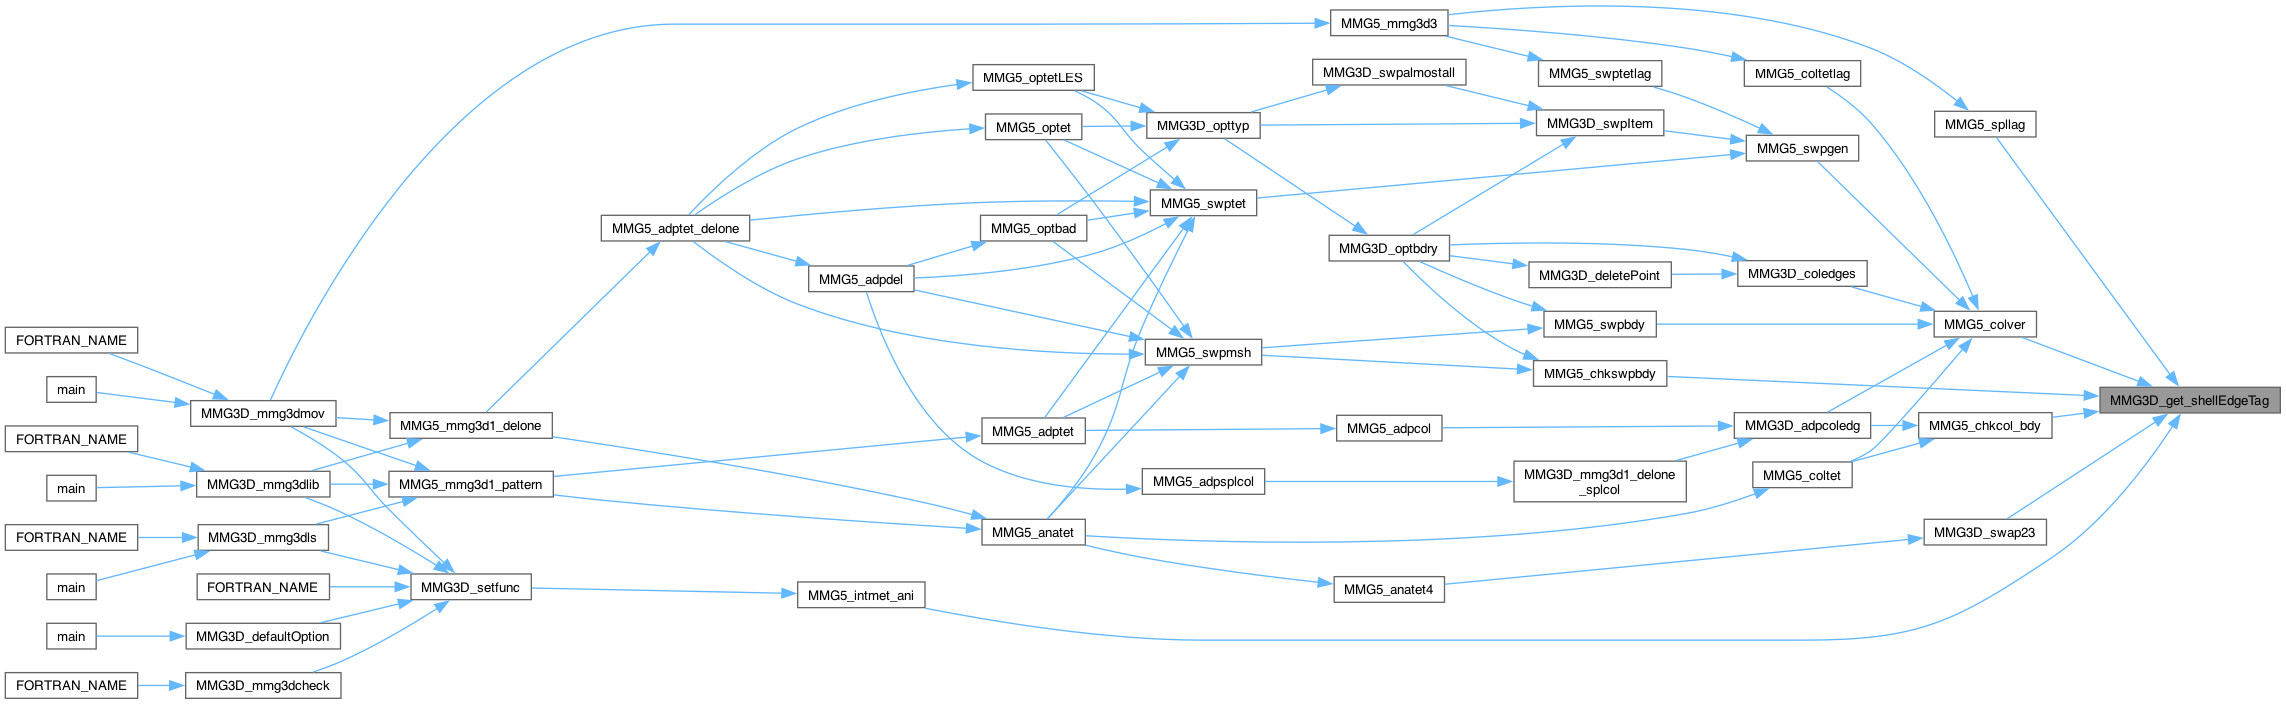 MMG5_mmg3d3
MMG5_optetLES
MMG3D_swpalmostall
MMG5_swptetlag
MMG5_coltetlag
MMG5_optet
MMG3D_opttyp
MMG3D_swpItem
MMG5_spllag
MMG5_swpgen
MMG5_swptet
MMG5_adptet_delone
MMG5_optbad
MMG3D_optbdry
MMG5_adpdel
MMG3D_deletePoint
MMG3D_coledges
FORTRAN_NAME
MMG5_swpbdy
MMG5_colver
MMG5_swpmsh
MMG5_chkswpbdy
main
MMG3D_get_shellEdgeTag
MMG3D_mmg3dmov
MMG5_mmg3d1_delone
MMG5_adptet
MMG5_adpcol
MMG3D_adpcoledg
MMG5_chkcol_bdy
FORTRAN_NAME
main
MMG3D_mmg3dlib
MMG5_mmg3d1_pattern
MMG5_adpsplcol
MMG3D_mmg3d1_delone
_splcol
MMG5_coltet
FORTRAN_NAME
MMG3D_mmg3dls
MMG5_anatet
MMG3D_swap23
main
FORTRAN_NAME
MMG3D_setfunc
MMG5_intmet_ani
MMG5_anatet4
main
MMG3D_defaultOption
FORTRAN_NAME
MMG3D_mmg3dcheck